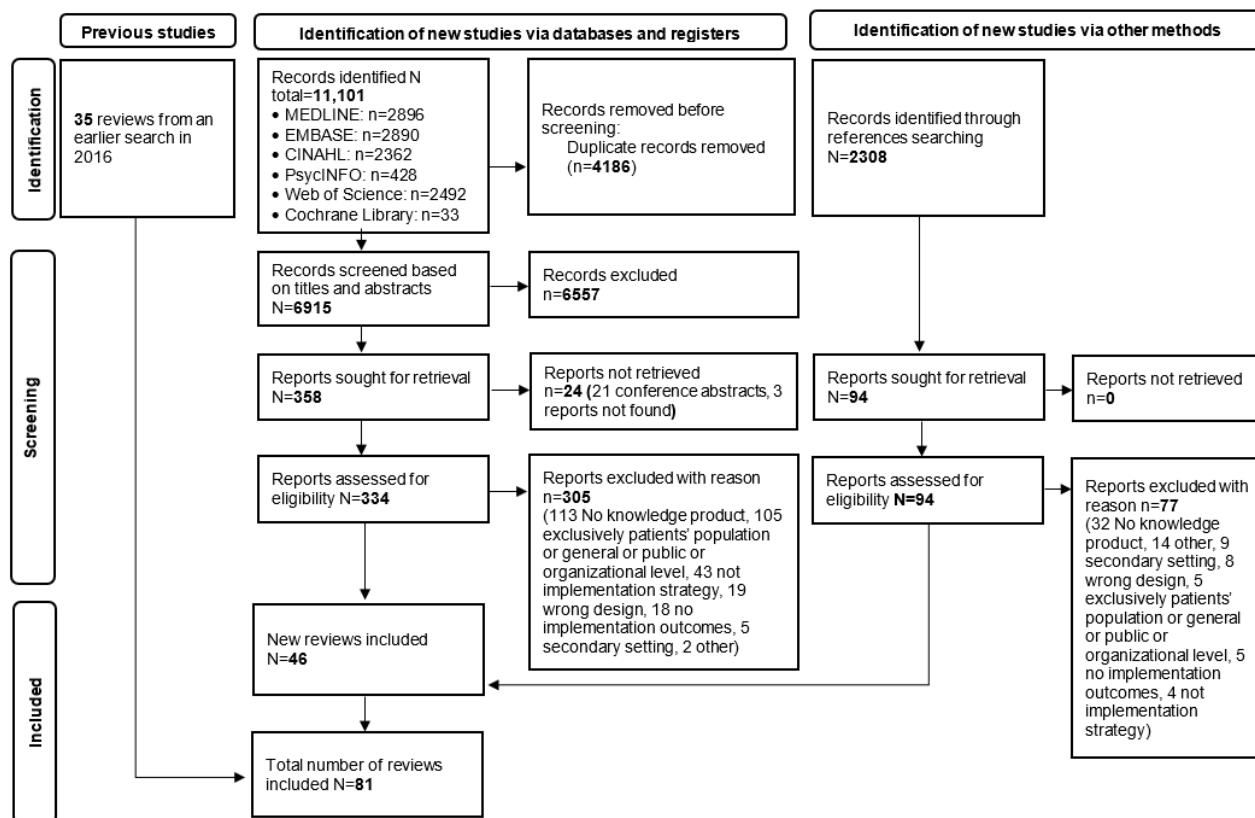 Previous studies
Identification of new studies via databases and registers
Identification of new studies via other methods
Identification
35 reviews from an
earlier search in
2016
Records identified N
total=11,101
• MEDLINE: n=2896
• EMBASE: n=2890
• CINAHL: n=2362
• PsycINFO: n=428
• Web of Science: n=2492
• Cochrane Library: n=33
Records removed before
screening:
Duplicate records removed
(n=4186)
Records identified through
references searching
N=2308
Screening
Records screened based
on titles and abstracts
N=6915
Records excluded
n=6557
Reports sought for retrieval
N=358
Reports not retrieved
n=24 (21 conference abstracts, 3
reports not found)
Reports sought for retrieval
N=94
Reports not retrieved
n=0
Reports assessed for
eligibility N=334
Reports excluded with reason
n=305
(113 No knowledge product, 105
exclusively patients' population
or general or public or
organizational level, 43 not
implementation strategy, 19
wrong design, 18 no
implementation outcomes, 5
secondary setting, 2 other)
Reports assessed for
eligibility N=94
Reports excluded with
reason n=77
(32 No knowledge
product, 14 other, 9
secondary setting, 8
wrong design, 5
exclusively patients'
population or general
or public or
organizational level, 5
no implementation
outcomes, 4 not
implementation
strategy)
Included
New reviews included
N=46
Total number of reviews
included N=81